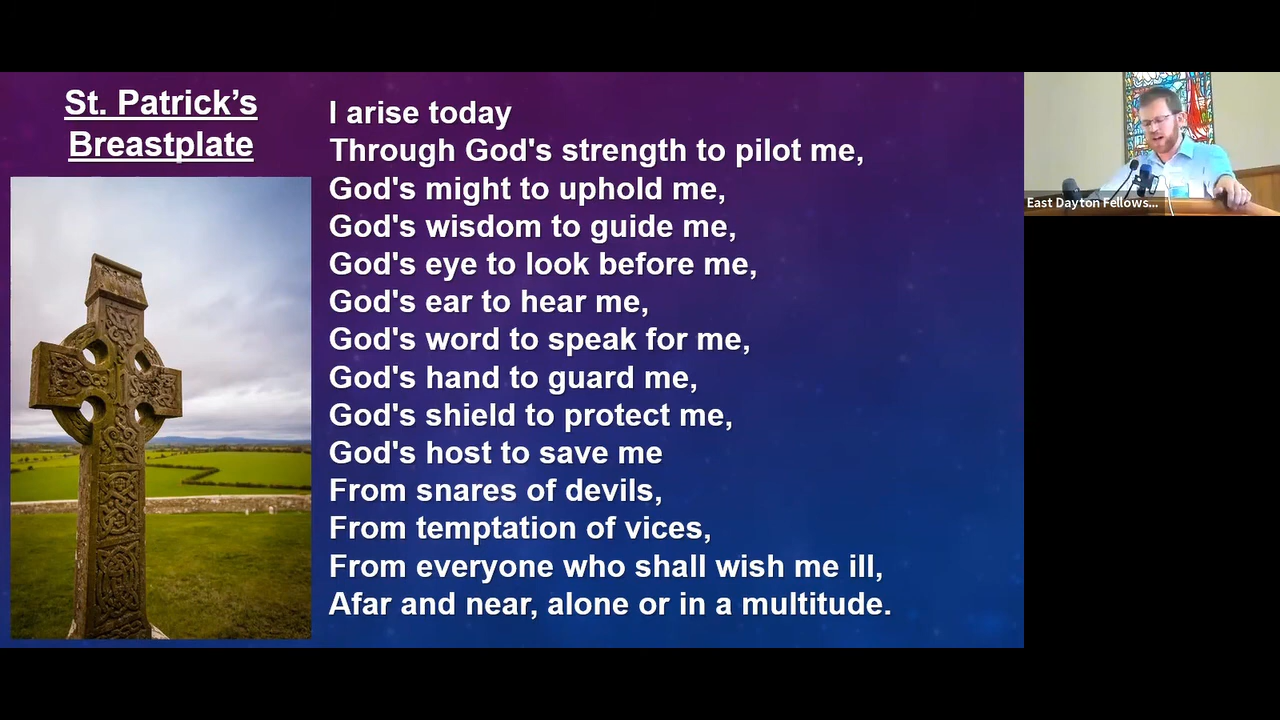 St. Patrick’s
Breastplate
I arise today
Through God's strength to pilot me,
God's might to uphold me,
God's wisdom to guide me,
God's eye to look before me,
God's ear to hear me,
God's word to speak for me,
God's hand to guard me,
God's shield to protect me,
God's host to save me
From snares of devils,
From temptation of vices,
From everyone who shall wish me ill,
Afar and near, alone or in a multitude.
East Dayton Fellows...